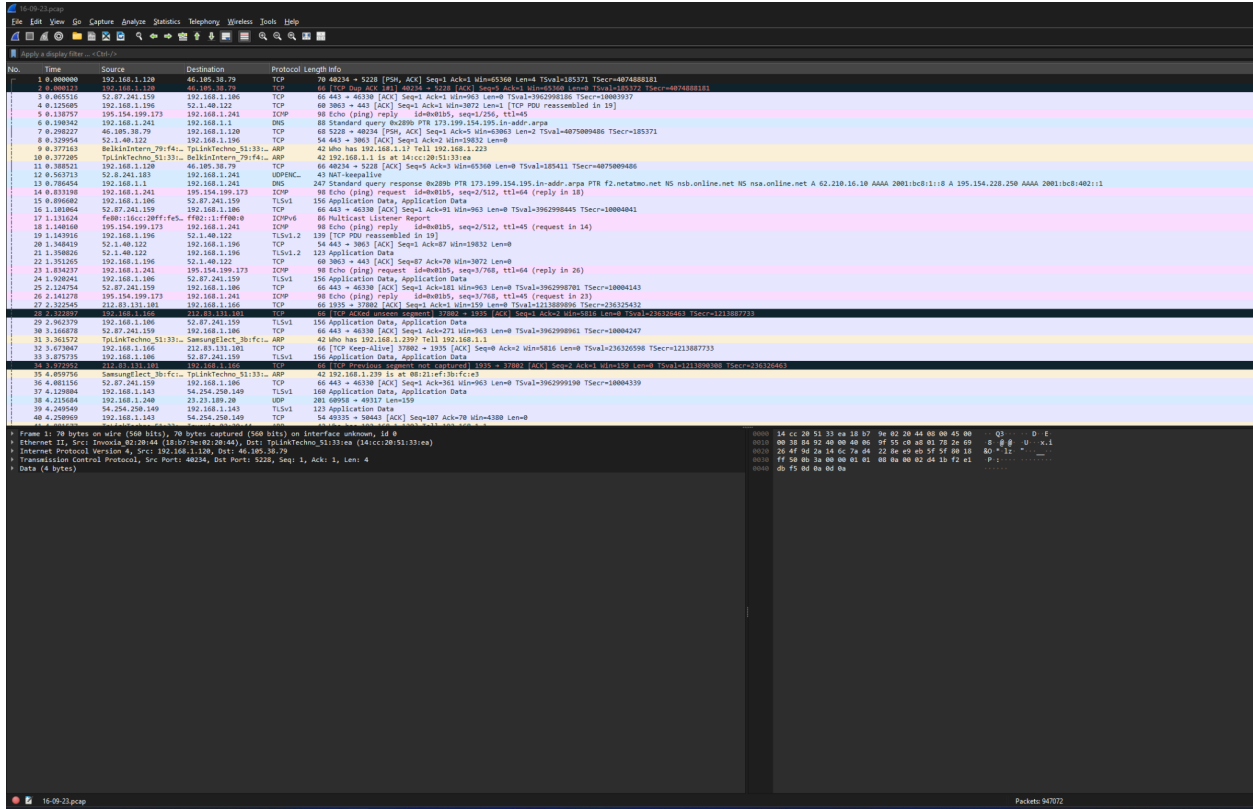 16-09-23.pcap
File Edit View Go Capture Analyze Statistics Telephony Wireless Tools Help
Apply a display filter ... <Ctrl-/>
No. Time Source Destination Protocol Length Info
1 0.000000 192.168.1.120 46.105.38.79 TCP 70 40234 → 5228 [PSH, ACK] Seq=1 Ack=1 Win=65360 Len=4 TSval=185371 TSecr=4074888181
2 0.000123 192.168.1.120 46.105.38.79 TCP 66 [TCP Dup ACK 1#1] 40234 → 5228 [ACK] Seq=5 Ack=1 Win=65360 Len=0 TSval=185372 TSecr=4074888181
3 0.065516 52.87.241.159 192.168.1.106 TCP 66 443 → 46330 [ACK] Seq=1 Ack=1 Win=963 Len=0 TSval=3962998186 TSecr=10003937
4 0.125605 192.168.1.196 52.1.40.122 TCP 60 3063 → 443 [ACK] Seq=1 Ack=1 Win=3072 Len=1 [TCP PDU reassembled in 19]
5 0.138757 195.154.199.173 192.168.1.241 ICMP 98 Echo (ping) reply id=0x01b5, seq=1/256, ttl=45
6 0.190342 192.168.1.241 192.168.1.1 DNS 88 Standard query 0x289b PTR 173.199.154.195.in-addr.arpa
7 0.298227 46.105.38.79 192.168.1.120 TCP 68 5228 → 40234 [PSH, ACK] Seq=1 Ack=5 Win=63063 Len=2 TSval=4075009486 TSecr=185371
8 0.329954 52.1.40.122 192.168.1.196 TCP 54 443 → 3063 [ACK] Seq=1 Ack=2 Win=19832 Len=0
9 0.377163 BelkinIntern_79:f4:… TpLinkTechno_51:33:… ARP 42 Who has 192.168.1.1? Tell 192.168.1.223
10 0.377205 TpLinkTechno_51:33:… BelkinIntern_79:f4:… ARP 42 192.168.1.1 is at 14:cc:20:51:33:ea
11 0.388521 192.168.1.120 46.105.38.79 TCP 66 40234 → 5228 [ACK] Seq=5 Ack=3 Win=65360 Len=0 TSval=185411 TSecr=4075009486
12 0.563713 52.8.241.183 192.168.1.241 UDPENC… 43 NAT-keepalive
13 0.786454 192.168.1.1 192.168.1.241 DNS 247 Standard query response 0x289b PTR 173.199.154.195.in-addr.arpa PTR f2.netatmo.net NS nsb.online.net NS nsa.online.net A 62.210.16.10 AAAA 2001:bc8:1::8 A 195.154.228.250 AAAA 2001:bc8:402::1
14 0.833198 192.168.1.241 195.154.199.173 ICMP 98 Echo (ping) request id=0x01b5, seq=2/512, ttl=64 (reply in 18)
15 0.896602 192.168.1.106 52.87.241.159 TLSv1 156 Application Data, Application Data
16 1.101064 52.87.241.159 192.168.1.106 TCP 66 443 → 46330 [ACK] Seq=1 Ack=91 Win=963 Len=0 TSval=3962998445 TSecr=10004041
17 1.131624 fe80::16cc:20ff:fe5… ff02::1:ff00:0 ICMPv6 86 Multicast Listener Report
18 1.140160 195.154.199.173 192.168.1.241 ICMP 98 Echo (ping) reply id=0x01b5, seq=2/512, ttl=45 (request in 14)
19 1.143916 192.168.1.196 52.1.40.122 TLSv1.2 139 [TCP PDU reassembled in 19]
20 1.348419 52.1.40.122 192.168.1.196 TCP 54 443 → 3063 [ACK] Seq=1 Ack=87 Win=19832 Len=0
21 1.350826 52.1.40.122 192.168.1.196 TLSv1.2 123 Application Data
22 1.351265 192.168.1.196 52.1.40.122 TCP 60 3063 → 443 [ACK] Seq=87 Ack=70 Win=3072 Len=0
23 1.834237 192.168.1.241 195.154.199.173 ICMP 98 Echo (ping) request id=0x01b5, seq=3/768, ttl=64 (reply in 26)
24 1.920241 192.168.1.106 52.87.241.159 TLSv1 156 Application Data, Application Data
25 2.124754 52.87.241.159 192.168.1.106 TCP 66 443 → 46330 [ACK] Seq=1 Ack=181 Win=963 Len=0 TSval=3962998701 TSecr=10004143
26 2.141278 195.154.199.173 192.168.1.241 ICMP 98 Echo (ping) reply id=0x01b5, seq=3/768, ttl=45 (request in 23)
27 2.322545 212.83.131.101 192.168.1.166 TCP 66 1935 → 37802 [ACK] Seq=1 Ack=1 Win=159 Len=0 TSval=1213889896 TSecr=236325432
28 2.322897 192.168.1.166 212.83.131.101 TCP 66 [TCP ACKed unseen segment] 37802 → 1935 [ACK] Seq=1 Ack=2 Win=5816 Len=0 TSval=236326463 TSecr=1213887733
29 2.962379 192.168.1.106 52.87.241.159 TLSv1 156 Application Data, Application Data
30 3.166878 52.87.241.159 192.168.1.106 TCP 66 443 → 46330 [ACK] Seq=1 Ack=271 Win=963 Len=0 TSval=3962998961 TSecr=10004247
31 3.361572 TpLinkTechno_51:33:… SamsungElect_3b:fc:… ARP 42 Who has 192.168.1.239? Tell 192.168.1.1
32 3.673047 192.168.1.166 212.83.131.101 TCP 66 [TCP Keep-Alive] 37802 → 1935 [ACK] Seq=0 Ack=2 Win=5816 Len=0 TSval=236326598 TSecr=1213887733
33 3.875735 192.168.1.106 52.87.241.159 TLSv1 156 Application Data, Application Data
34 3.972952 212.83.131.101 192.168.1.166 TCP 66 [TCP Previous segment not captured] 1935 → 37802 [ACK] Seq=2 Ack=1 Win=159 Len=0 TSval=1213890308 TSecr=236326463
35 4.059756 SamsungElect_3b:fc:… TpLinkTechno_51:33:… ARP 42 192.168.1.239 is at 08:21:ef:3b:fc:e3
36 4.081156 52.87.241.159 192.168.1.106 TCP 66 443 → 46330 [ACK] Seq=1 Ack=361 Win=963 Len=0 TSval=3962999190 TSecr=10004339
37 4.129804 192.168.1.143 54.254.250.149 TLSv1 160 Application Data, Application Data
38 4.215684 192.168.1.240 23.23.189.20 UDP 201 60958 → 49317 Len=159
39 4.249549 54.254.250.149 192.168.1.143 TLSv1 123 Application Data
40 4.250969 192.168.1.143 54.254.250.149 TCP 54 49335 → 50443 [ACK] Seq=107 Ack=70 Win=4380 Len=0
Frame 1: 70 bytes on wire (560 bits), 70 bytes captured (560 bits) on interface unknown, id 0
Ethernet II, Src: Invoxia_02:20:44 (18:b7:9e:02:20:44), Dst: TpLinkTechno_51:33:ea (14:cc:20:51:33:ea)
Internet Protocol Version 4, Src: 192.168.1.120, Dst: 46.105.38.79
Transmission Control Protocol, Src Port: 40234, Dst Port: 5228, Seq: 1, Ack: 1, Len: 4
Data (4 bytes)
0000 14 cc 20 51 33 ea 18 b7 9e 02 20 44 08 00 45 00 ·· Q3····· D··E·
0010 00 38 84 92 40 00 40 06 9f 55 c0 a8 01 78 2e 69 ·8··@·@··U···x.i
0020 26 4f 9d 2a 14 6c 7a d4 22 8e e9 eb 5f 5f 80 18 &O·*·lz·"···__··
0030 ff 50 0b 3a 00 00 01 01 08 0a 00 02 d4 1b f2 e1 ·P·:············
0040 db f5 0d 0a 0d 0a ······
16-09-23.pcap
Packets: 947072